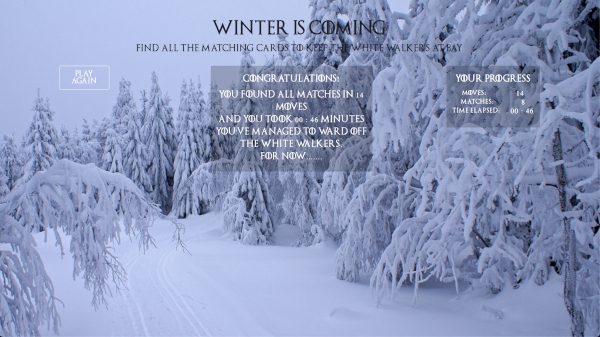 WINTER IS COMING
FIND ALL THE MATCHING CARDS TO KEEP THE WHITE WALKERS AT BAY
PLAY
AGAIN
CONGRATULATIONS!
YOU FOUND ALL MATCHES IN 14
MOVES
AND YOU TOOK 00 : 46 MINUTES
YOU'VE MANAGED TO WARD OFF
THE WHITE WALKERS.
FOR NOW.......
YOUR PROGRESS
MOVES: 14
MATCHES: 8
TIME ELAPSED: 00 - 46